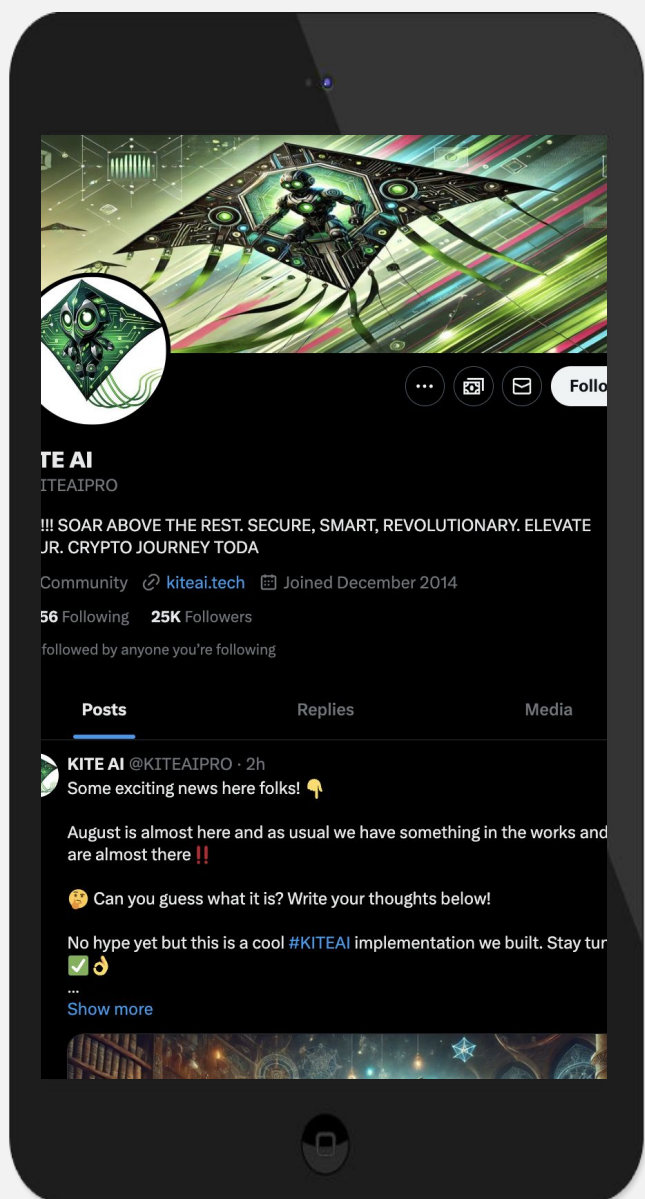 Follo
TE AI
ITEAIPRO
!!! SOAR ABOVE THE REST. SECURE, SMART, REVOLUTIONARY. ELEVATE
JR. CRYPTO JOURNEY TODA
Community kiteai.tech Joined December 2014
56 Following 25K Followers
followed by anyone you're following
Posts Replies Media
KITE AI @KITEAIPRO · 2h
Some exciting news here folks! 👇
August is almost here and as usual we have something in the works and
are almost there ‼️
🤔 Can you guess what it is? Write your thoughts below!
No hype yet but this is a cool #KITEAI implementation we built. Stay tur
✅👌
...
Show more